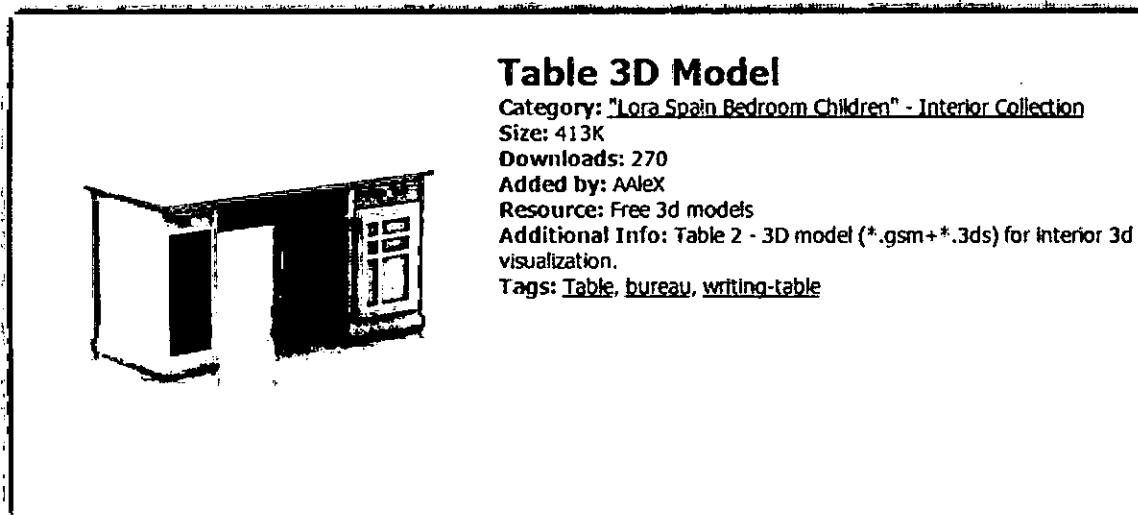 Table 3D Model
Category: "Lora Spain Bedroom Children" - Interior Collection
Size: 413K
Downloads: 270
Added by: AAleX
Resource: Free 3d models
Additional Info: Table 2 - 3D model (*.gsm+*.3ds) for interior 3d
visualization.
Tags: Table, bureau, writing-table